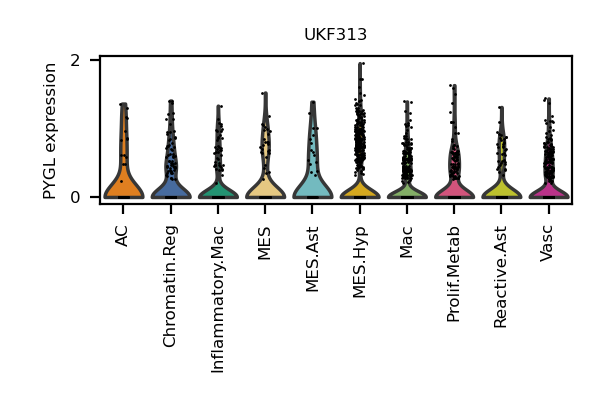 UKF313
PYGL expression
2
0
AC
Chromatin.Reg
Inflammatory.Mac
MES
MES.Ast
MES.Hyp
Mac
Prolif.Metab
Reactive.Ast
Vasc